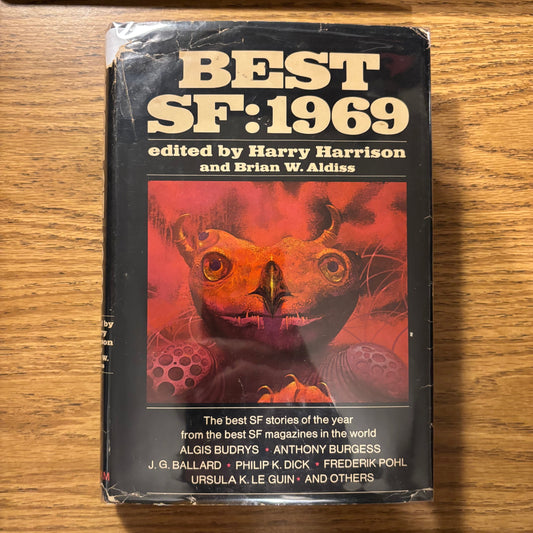 BEST
SF:1969
edited by Harry Harrison
and Brian W. Aldiss
The best SF stories of the year
from the best SF magazines in the world
ALGIS BUDRYS • ANTHONY BURGESS
J. G. BALLARD • PHILIP K. DICK • FREDERIK POHL
URSULA K. LE GUIN • AND OTHERS